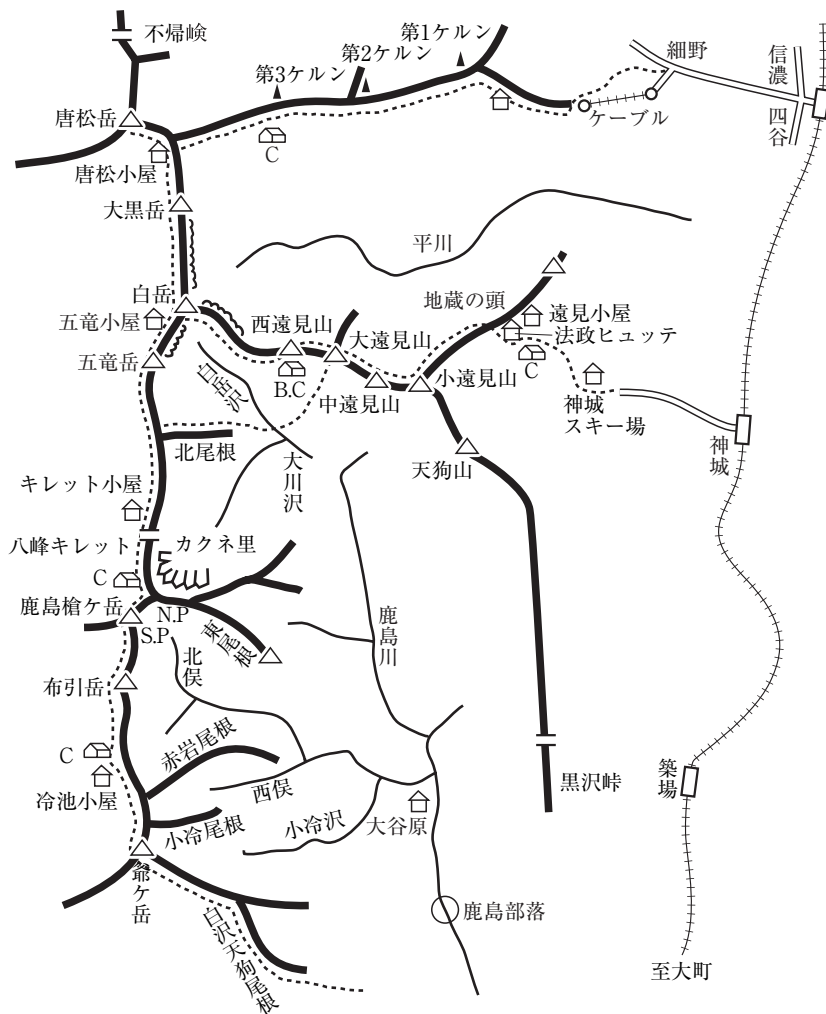 不帰嶮
第1ケルン
第2ケルン
第3ケルン
細野
信濃四谷
ケーブル
唐松岳
C
唐松小屋
大黒岳
平川
白岳
地蔵の頭
遠見小屋
五竜小屋
西遠見山
大遠見山
法政ヒュッテ
五竜岳
白岳沢
B.C
C
小遠見山
中遠見山
神城
スキー場
神城
北尾根
天狗山
大川沢
キレット小屋
八峰キレット
カクネ里
C
鹿島槍ケ岳
N.P
S.P
東尾根
鹿島川
北俣
布引岳
赤岩尾根
C
築場
黒沢峠
西俣
冷池小屋
小冷尾根
小冷沢
大谷原
爺ケ岳
鹿島部落
白沢天狗尾根
至大町